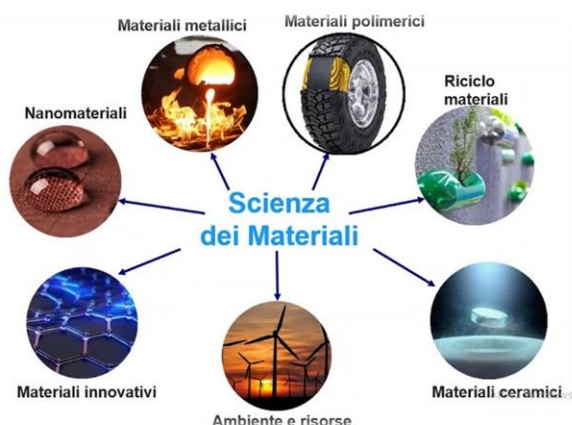 Materiali metallici
Materiali polimerici
Riciclo
materiali
Nanomateriali
Scienza
dei Materiali
Materiali innovativi
Materiali ceramici
Ambiente e risorse